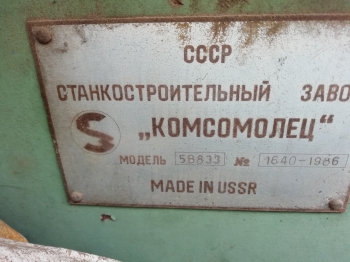 СССР
СТАНКОСТРОИТЕЛЬНЫЙ ЗАВО
S „КОМСОМОЛЕЦ“
МОДЕЛЬ 5В833 № 1640-1986
MADE IN USSR